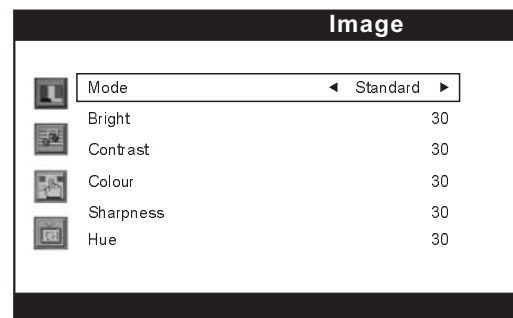 Image
Mode ◄ Standard ►
Bright 30
Contrast 30
Colour 30
Sharpness 30
Hue 30